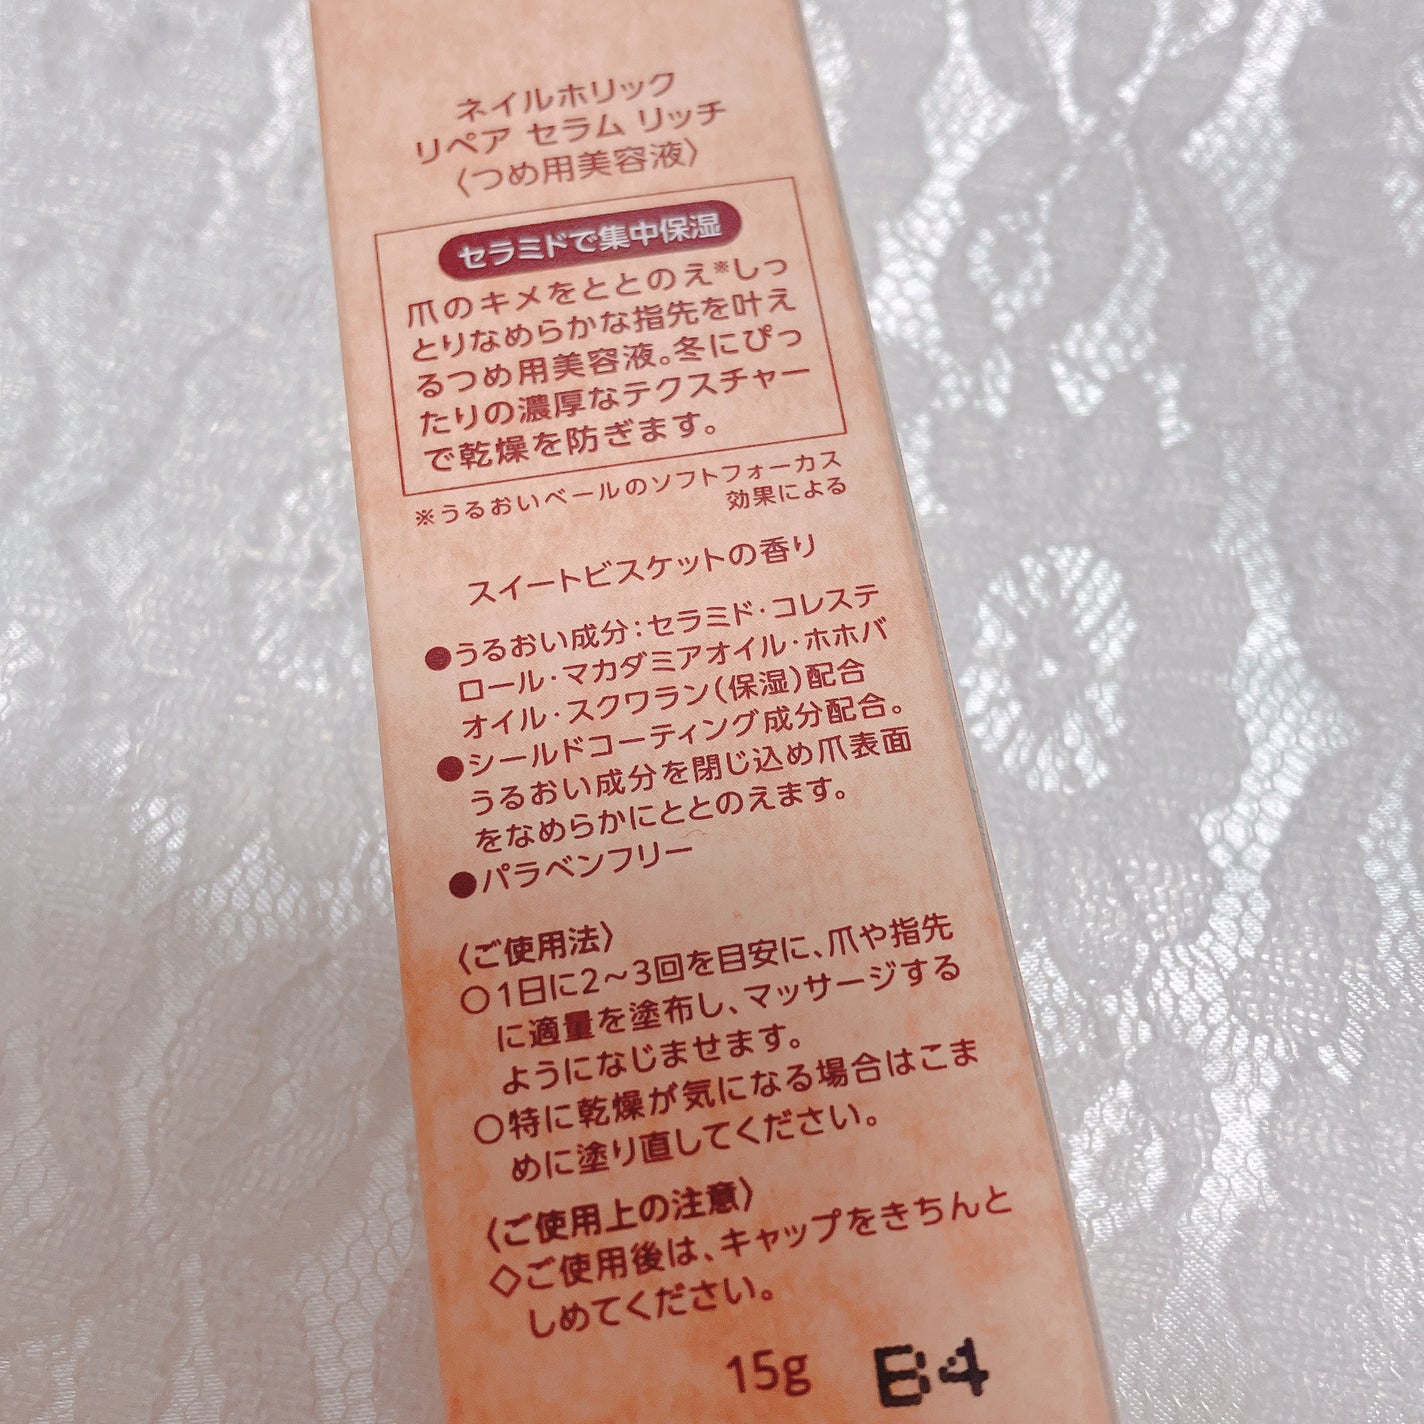 ネイルホリック
リペア セラム リッチ
〈つめ用美容液〉
セラミドで集中保湿
爪のキメをととのえ※しっ
とりなめらかな指先を叶え
るつめ用美容液。冬にぴっ
たりの濃厚なテクスチャー
で乾燥を防ぎます。
※うるおいベールのソフトフォーカス
効果による
スイートビスケットの香り
●うるおい成分:セラミド・コレステ
ロール・マカダミアオイル・ホホバ
オイル・スクワラン(保湿)配合
●シールドコーティング成分配合。
うるおい成分を閉じ込め爪表面
をなめらかにととのえます。
●パラベンフリー
〈ご使用法〉
○1日に2～3回を目安に、爪や指先
に適量を塗布し、マッサージする
ようになじませます。
○特に乾燥が気になる場合はこま
めに塗り直してください。
〈ご使用上の注意〉
◇ご使用後は、キャップをきちんと
しめてください。
15g B4